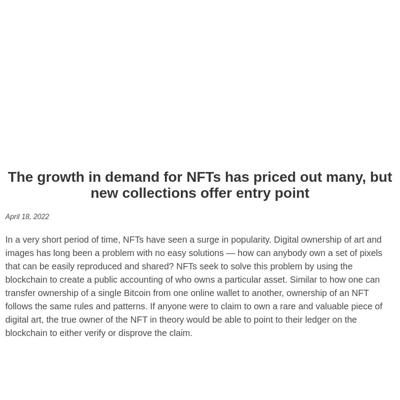 The growth in demand for NFTs has priced out many, but
new collections offer entry point
April 18, 2022
In a very short period of time, NFTs have seen a surge in popularity. Digital ownership of art and
images has long been a problem with no easy solutions — how can anybody own a set of pixels
that can be easily reproduced and shared? NFTs seek to solve this problem by using the
blockchain to create a public accounting of who owns a particular asset. Similar to how one can
transfer ownership of a single Bitcoin from one online wallet to another, ownership of an NFT
follows the same rules and patterns. If anyone were to claim to own a rare and valuable piece of
digital art, the true owner of the NFT in theory would be able to point to their ledger on the
blockchain to either verify or disprove the claim.